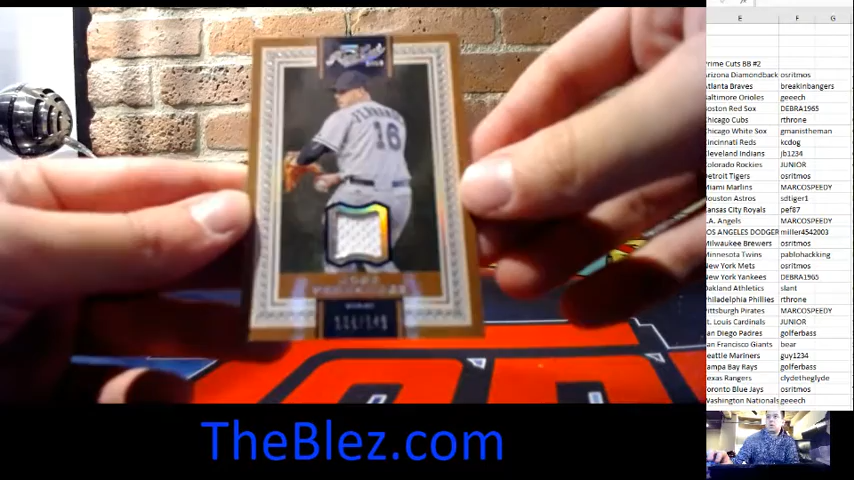 E F G
Prime Cuts BB #2
Arizona Diamondback osritmos
Atlanta Braves breakinbangers
Baltimore Orioles geeech
Boston Red Sox DEBRA1965
Chicago Cubs rthrone
Chicago White Sox gmanistheman
Cincinnati Reds kcdog
Cleveland Indians jb1234
Colorado Rockies JUNIOR
Detroit Tigers osritmos
Miami Marlins MARCOSPEEDY
Houston Astros sdtiger1
Kansas City Royals pef87
LOS ANGELES DODGER miller4542003
Milwaukee Brewers osritmos
Minnesota Twins pablohackking
New York Mets osritmos
New York Yankees DEBRA1965
Oakland Athletics slant
Philadelphia Phillies rthrone
Pittsburgh Pirates MARCOSPEEDY
St. Louis Cardinals JUNIOR
San Diego Padres golferbass
San Francisco Giants bear
Seattle Mariners guy1234
Tampa Bay Rays golferbass
Texas Rangers clydetheglyde
Toronto Blue Jays osritmos
Washington Nationals geeech
FERNANDEZ
16
TheBlez.com